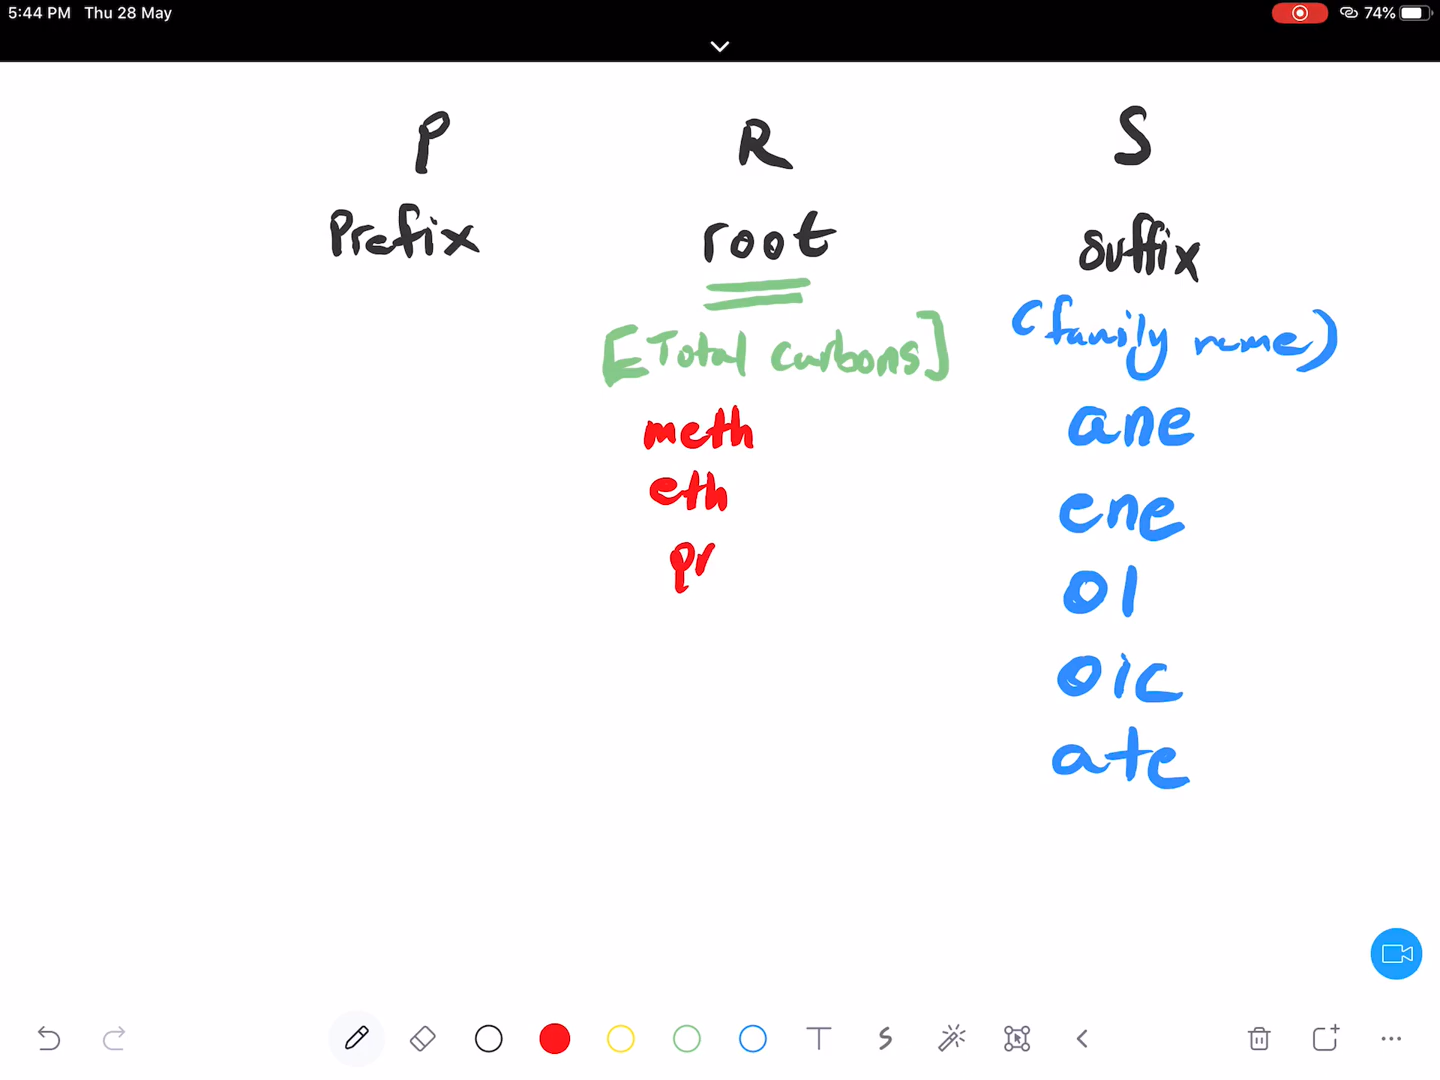 5:44 PM Thu 28 May
74%
P R S
Prefix root suffix
[Total carbons] (family name)
meth ane
eth ene
pr ol
oic
ate
T